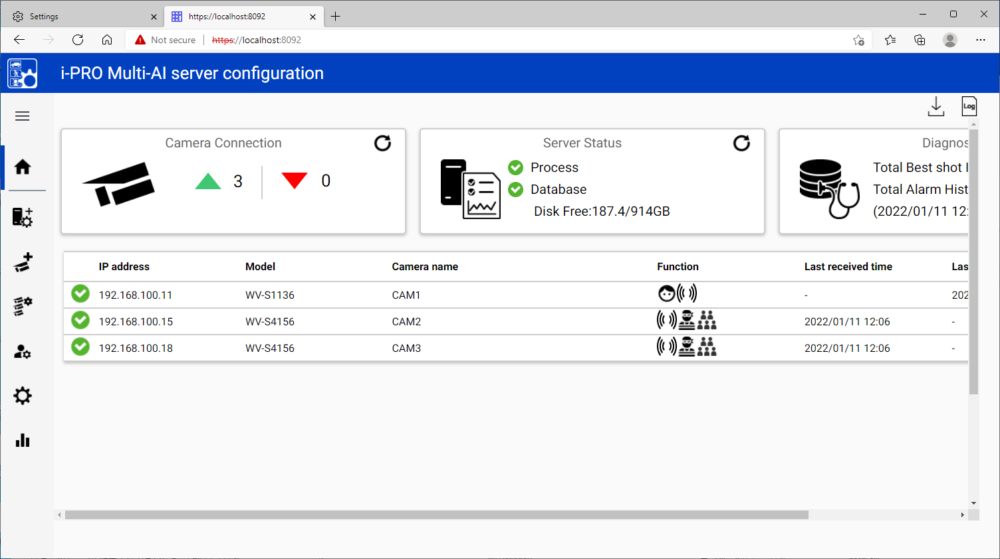 Settings
https://localhost:8092
Not secure
https://localhost:8092
i-PRO Multi-AI server configuration
Log
Camera Connection
3
0
Server Status
Process
Database
Disk Free:187.4/914GB
Diagnos
Total Best shot I
Total Alarm Hist
(2022/01/11 12:
IP address Model Camera name Function Last received time Las
192.168.100.11 WV-S1136 CAM1 - 202
192.168.100.15 WV-S4156 CAM2 2022/01/11 12:06 -
192.168.100.18 WV-S4156 CAM3 2022/01/11 12:06 -